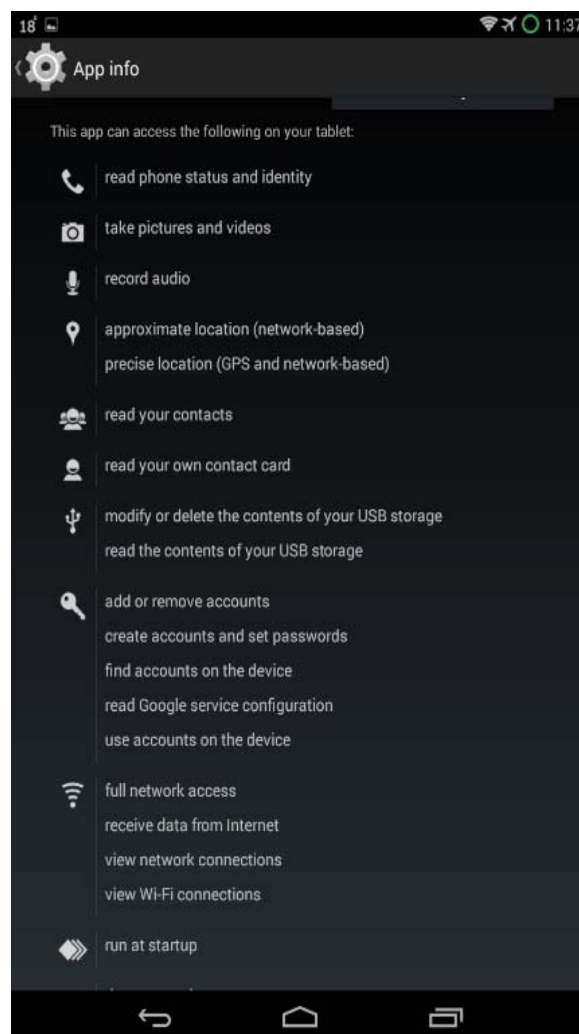 18° 11:37
App info
This app can access the following on your tablet:
read phone status and identity
take pictures and videos
record audio
approximate location (network-based)
precise location (GPS and network-based)
read your contacts
read your own contact card
modify or delete the contents of your USB storage
read the contents of your USB storage
add or remove accounts
create accounts and set passwords
find accounts on the device
read Google service configuration
use accounts on the device
full network access
receive data from Internet
view network connections
view Wi-Fi connections
run at startup